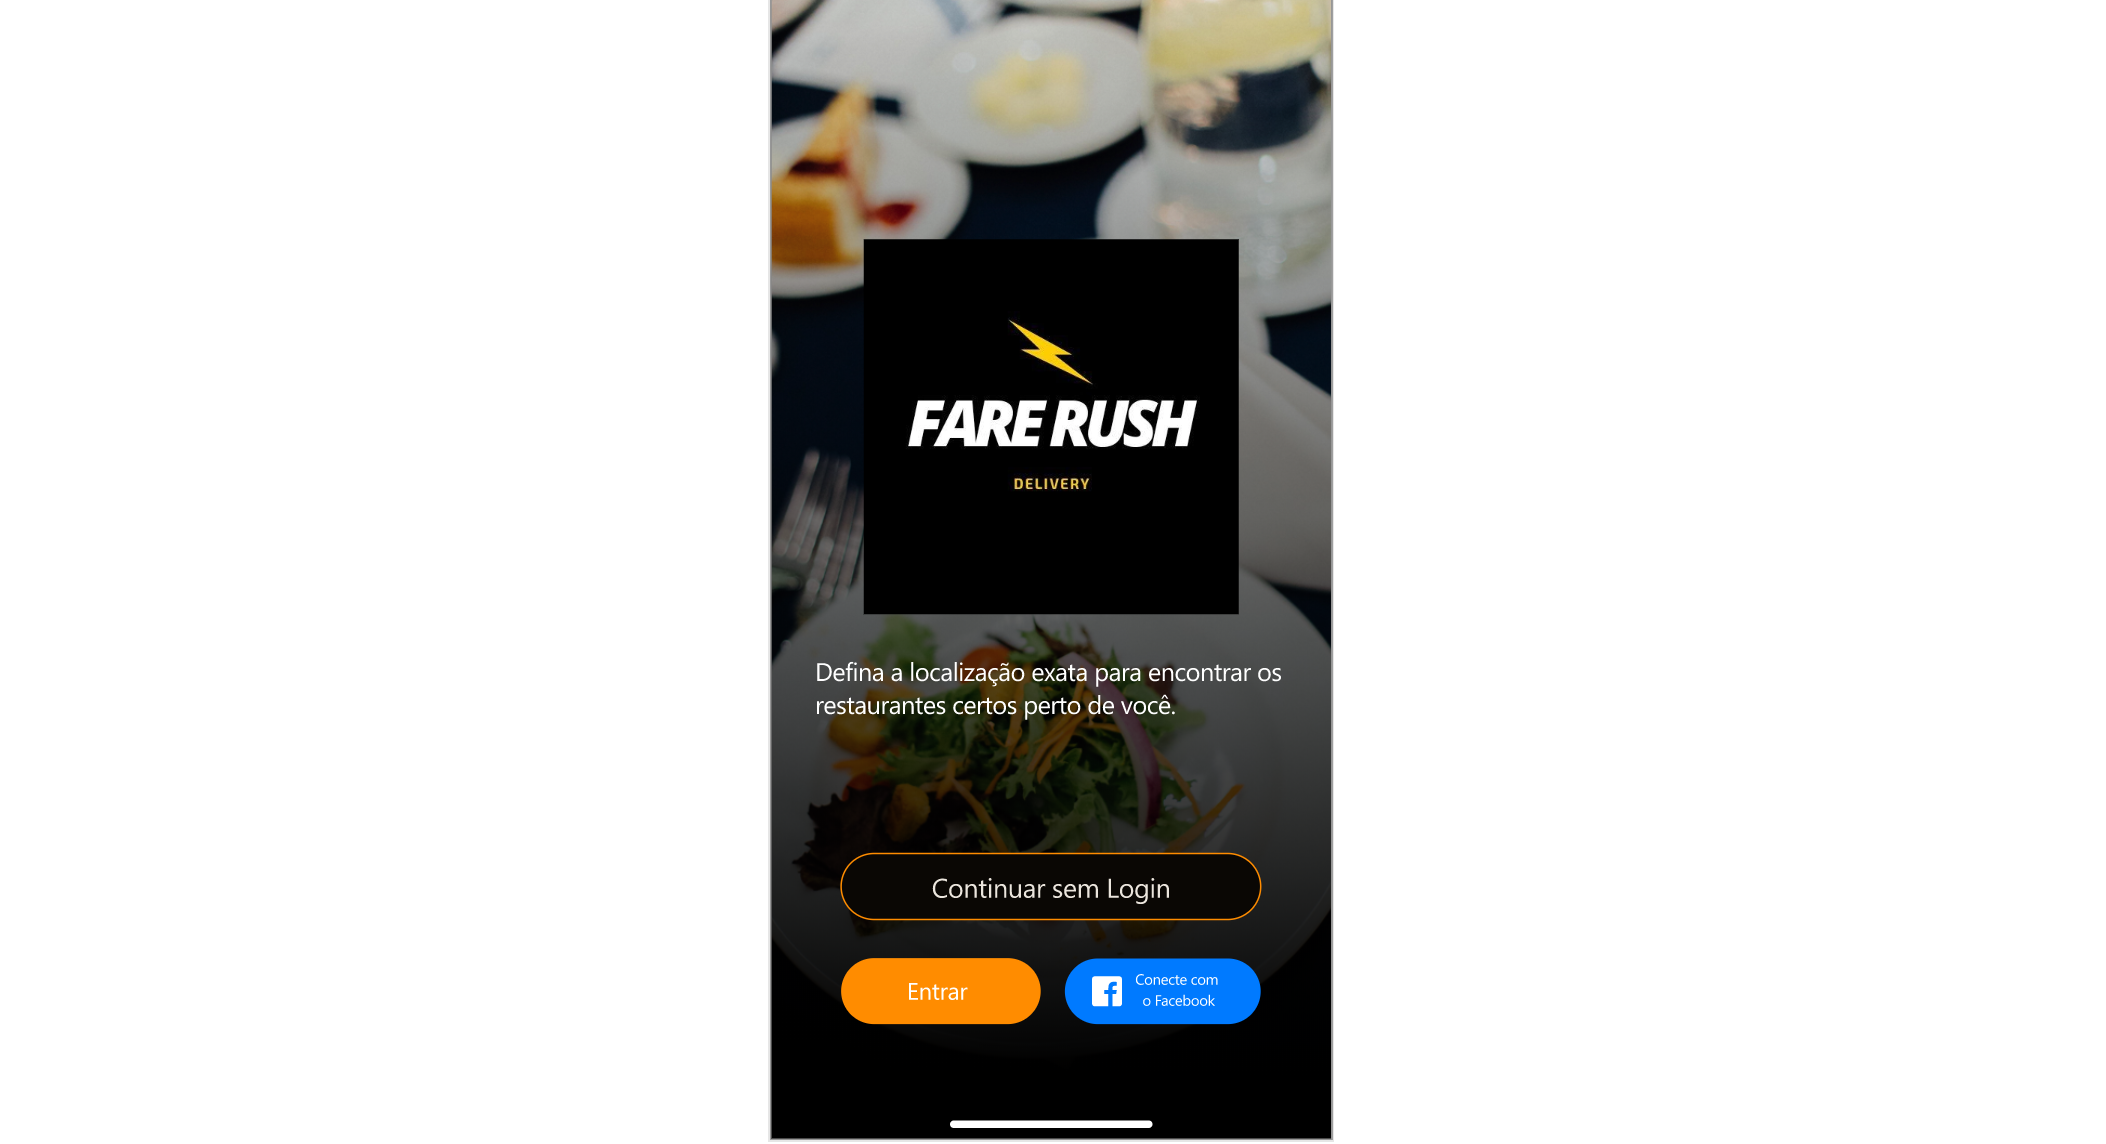 FARE RUSH
DELIVERY
Defina a localização exata para encontrar os
restaurantes certos perto de você.
Continuar sem Login
Entrar
Conecte com
o Facebook